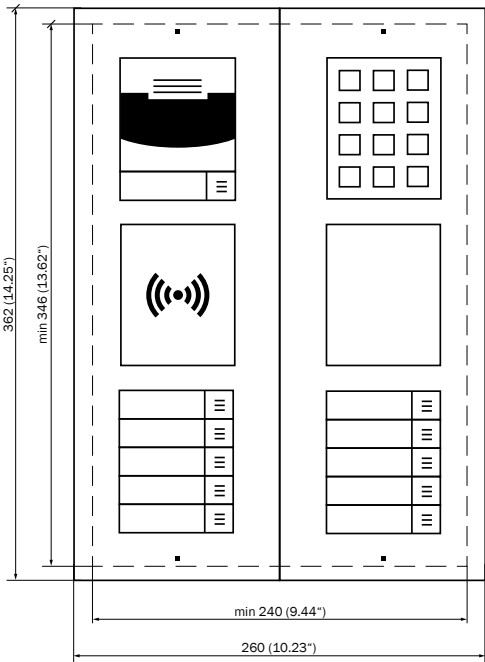 362 (14.25“)
min 346 (13.62“)
min 240 (9.44“)
260 (10.23“)